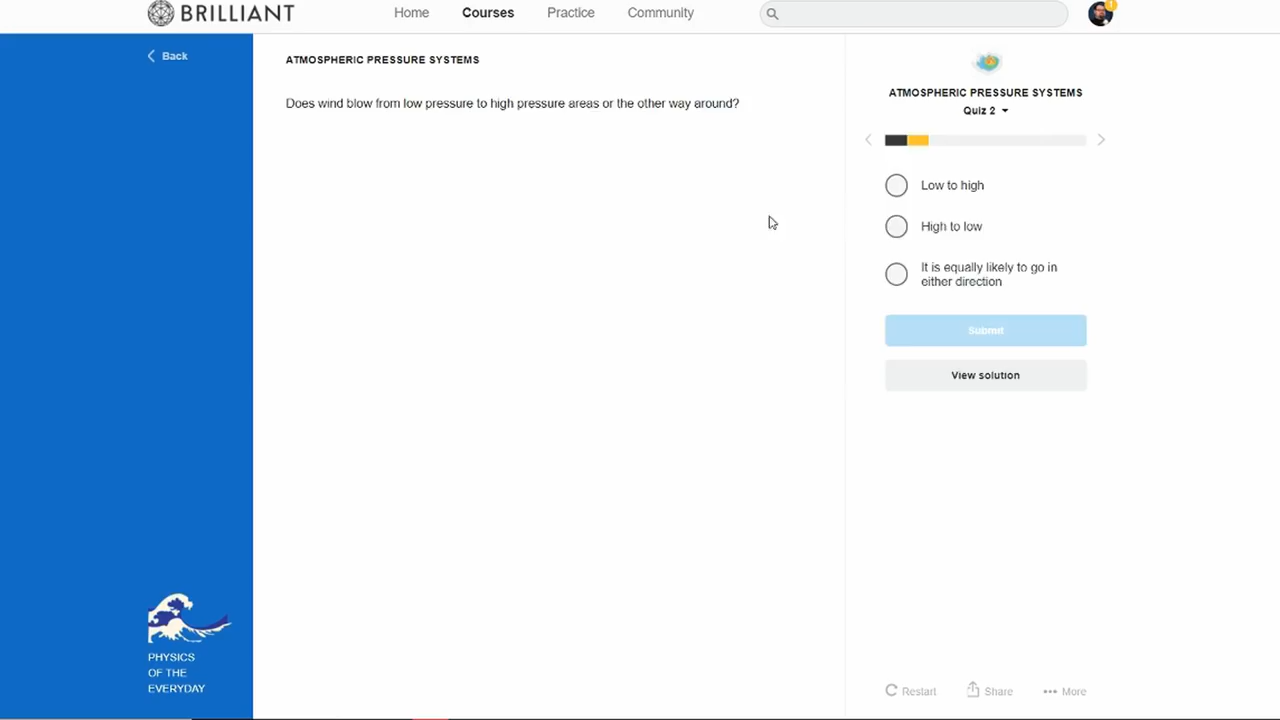 BRILLIANT
Home Courses Practice Community
Back
ATMOSPHERIC PRESSURE SYSTEMS
Does wind blow from low pressure to high pressure areas or the other way around?
ATMOSPHERIC PRESSURE SYSTEMS
Quiz 2
Low to high
High to low
It is equally likely to go in
either direction
Submit
View solution
PHYSICS
OF THE
EVERYDAY
Restart Share More